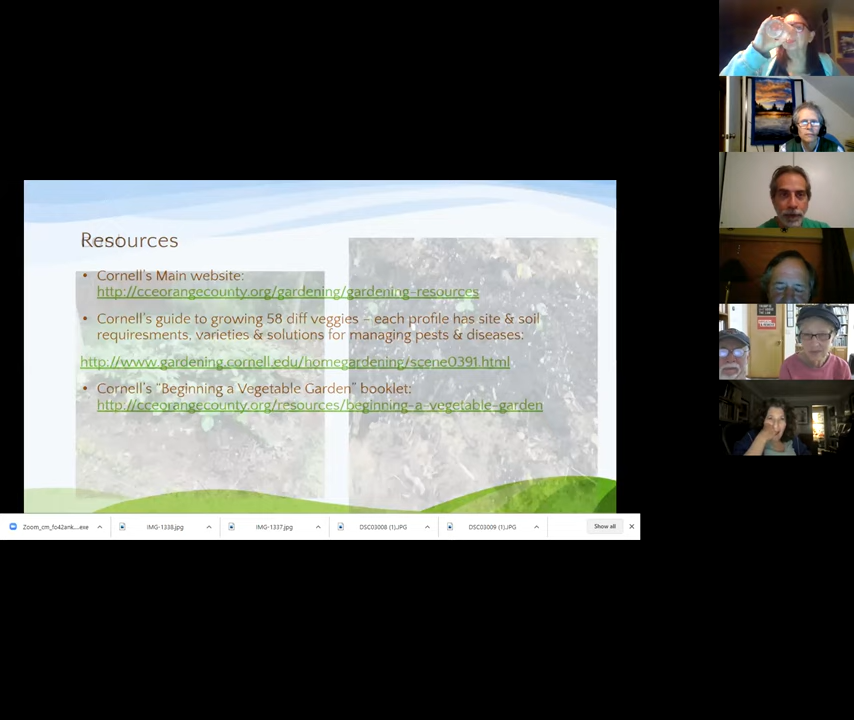 Resources
• Cornell's Main website:
http://cceorangecounty.org/gardening/gardening-resources
• Cornell's guide to growing 58 diff veggies – each profile has site & soil
requiresments, varieties & solutions for managing pests & diseases:
http://www.gardening.cornell.edu/homegardening/scene0391.html
• Cornell's "Beginning a Vegetable Garden" booklet:
http://cceorangecounty.org/resources/beginning-a-vegetable-garden
Zoom_cm_fo42ank....exe
IMG-1338.jpg
IMG-1337.jpg
DSC03008 (1).JPG
DSC03009 (1).JPG
Show all